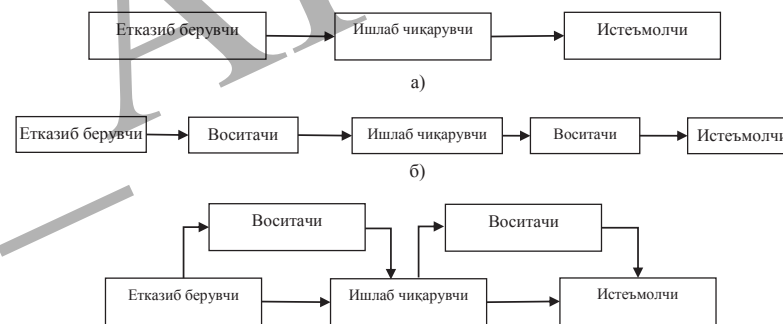 Етказиб берувчи Ишлаб чиқарувчи Истеъмолчи
а)
Етказиб берувчи Воситачи Ишлаб чиқарувчи Воситачи Истеъмолчи
б)
Воситачи Воситачи
Етказиб берувчи Ишлаб чиқарувчи Истеъмолчи